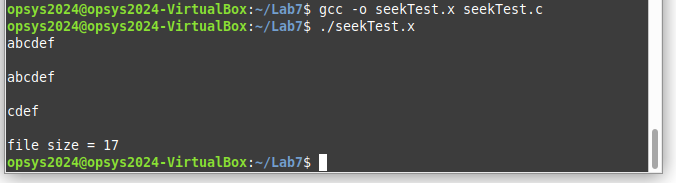 opsys2024@opsys2024-VirtualBox:~/Lab7$ gcc -o seekTest.x seekTest.c
opsys2024@opsys2024-VirtualBox:~/Lab7$ ./seekTest.x
abcdef
abcdef
cdef
file size = 17
opsys2024@opsys2024-VirtualBox:~/Lab7$